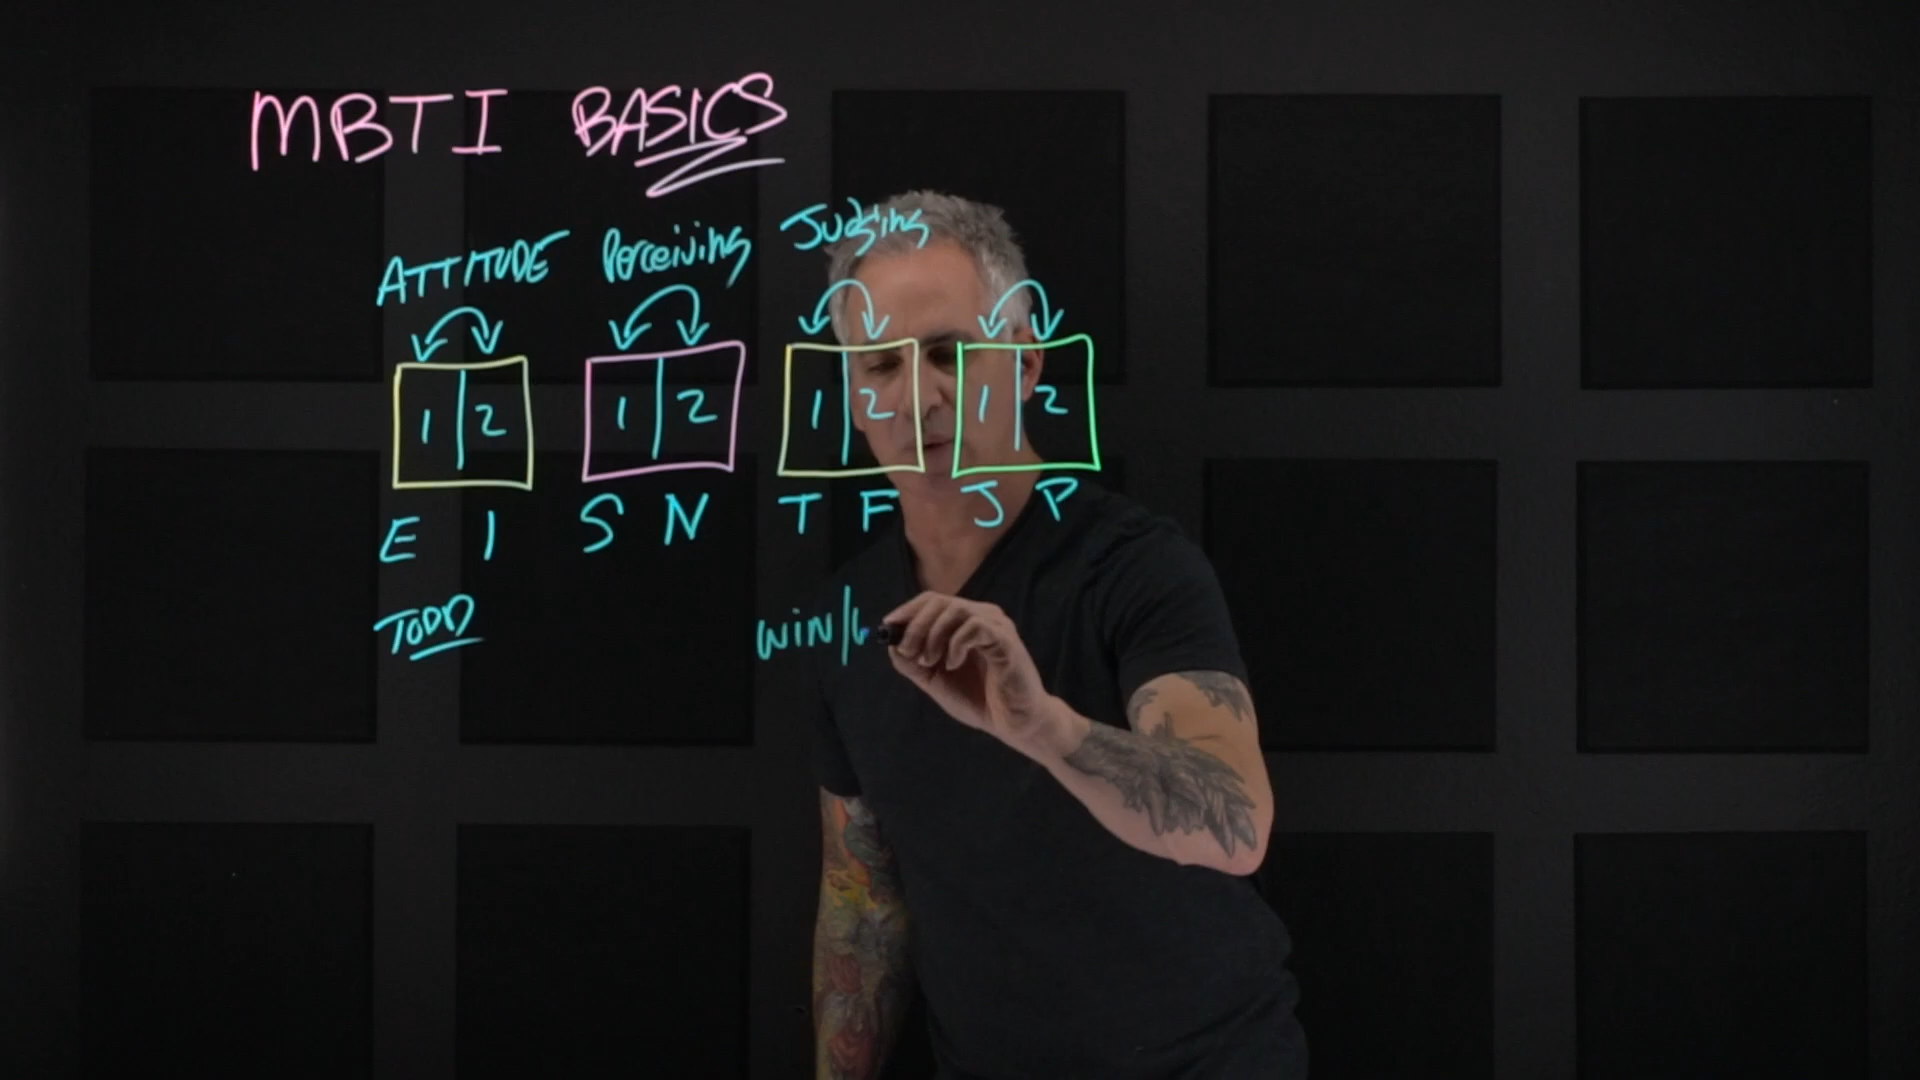 MBTI BASICS
ATTITUDE Perceiving Judging
1 2 1 2 1 2 1 2
E I S N T F J P
TODD WIN/